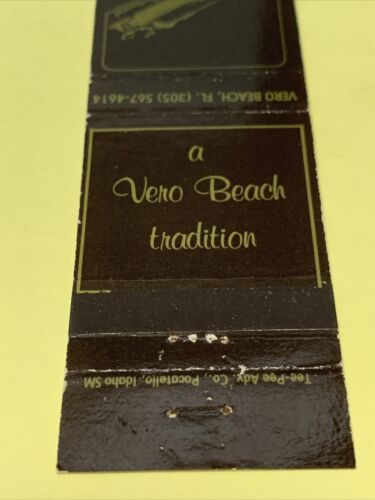 VERO BEACH, FL. (305) 567-4614
a
Vero Beach
tradition
Tee-Pee Adv. Co., Pocatello, Idaho SM